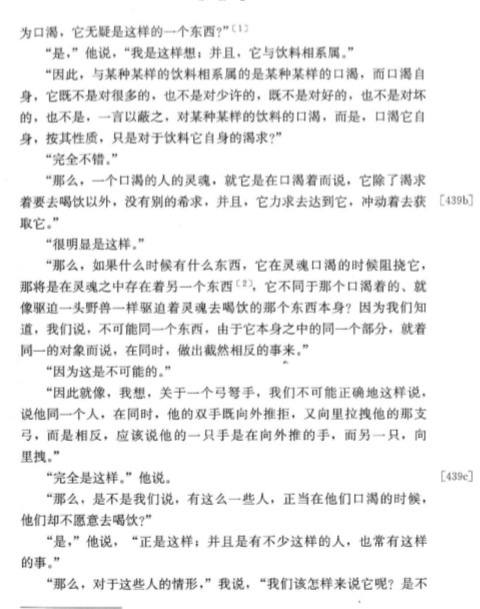 为口渴，它无疑是这样的一个东西？”〔1〕
“是，”他说，“我是这样想；并且，它与饮料相系属。”
“因此，与某种某样的饮料相系属的是某种某样的口渴，而口渴自
身，它既不是对很多的，也不是对少许的，既不是对好的，也不是对坏
的，也不是，一言以蔽之，对某种某样的饮料的口渴，而是，口渴它自
身，按其性质，只是对于饮料它自身的渴求？”
“完全不错。”
“那么，一个口渴的人的灵魂，就它是在口渴着而说，它除了渴求
着要去喝饮以外，没有别的希求，并且，它力求去达到它，冲动着去获 [439b]
取它。”
“很明显是这样。”
“那么，如果什么时候有什么东西，它在灵魂口渴的时候阻挠它，
那将是在灵魂之中存在着另一个东西〔2〕，它不同于那个口渴着的、就
像驱迫一头野兽一样驱迫着灵魂去喝饮的那个东西本身？因为我们知
道，我们说，不可能同一个东西，由于它本身之中的同一个部分，就着
同一的对象而说，在同时，做出截然相反的事来。”
“因为这是不可能的。”
“因此就像，我想，关于一个弓弩手，我们不可能正确地这样说，
说他同一个人，在同时，他的双手既向外推拒，又向里拉拽他的那支
弓，而是相反，应该说他的一只手是在向外推的手，而另一只，向
里拽。”
“完全是这样。”他说。 [439c]
“那么，是不是我们说，有这么一些人，正当在他们口渴的时候，
他们却不愿意去喝饮？”
“是，”他说，“正是这样；并且是有不少这样的人，也常有这样
的事。”
“那么，对于这些人的情形，”我说，“我们该怎样来说它呢？是不